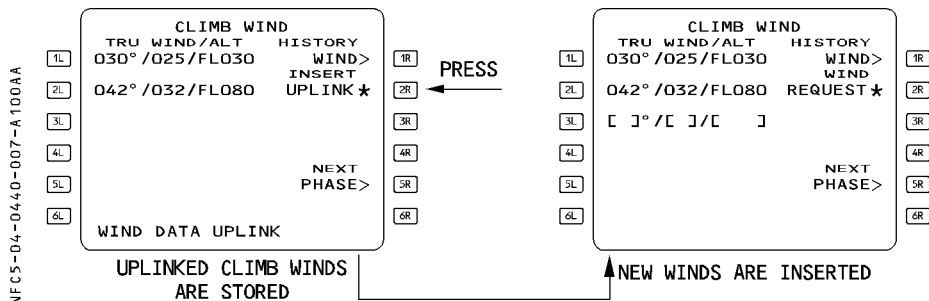 NFC5-04-0440-007-A100AA
CLIMB WIND
TRU WIND/ALT HISTORY
1L 030°/025/FL030 WIND> 1R
INSERT
2L 042°/032/FL080 UPLINK* 2R
3L 3R
4L 4R
NEXT
5L PHASE> 5R
6L 6R
WIND DATA UPLINK
UPLINKED CLIMB WINDS
ARE STORED
PRESS
CLIMB WIND
TRU WIND/ALT HISTORY
1L 030°/025/FL030 WIND> 1R
WIND
2L 042°/032/FL080 REQUEST* 2R
3L [ ]°/[ ]/[ ] 3R
4L 4R
NEXT
5L PHASE> 5R
6L 6R
NEW WINDS ARE INSERTED